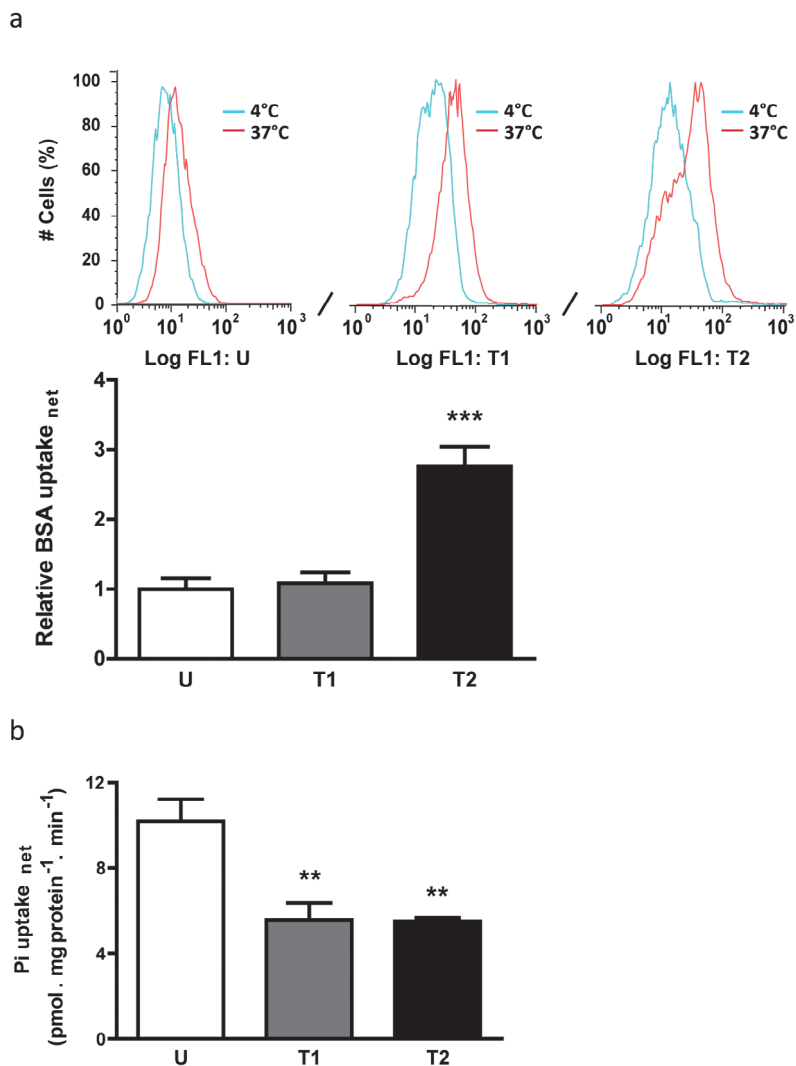 a
# Cells (%)
100
80
60
40
20
0
4°C
37°C
4°C
37°C
4°C
37°C
10⁰ 10¹ 10² 10³
/
10⁰ 10¹ 10² 10³
/
10⁰ 10¹ 10² 10³
Log FL1: U
Log FL1: T1
Log FL1: T2
Relative BSA uptake net
4
3
2
1
0
***
U T1 T2
b
Pi uptake net
(pmol . mg protein⁻¹ . min⁻¹)
12
8
4
0
**
**
U T1 T2